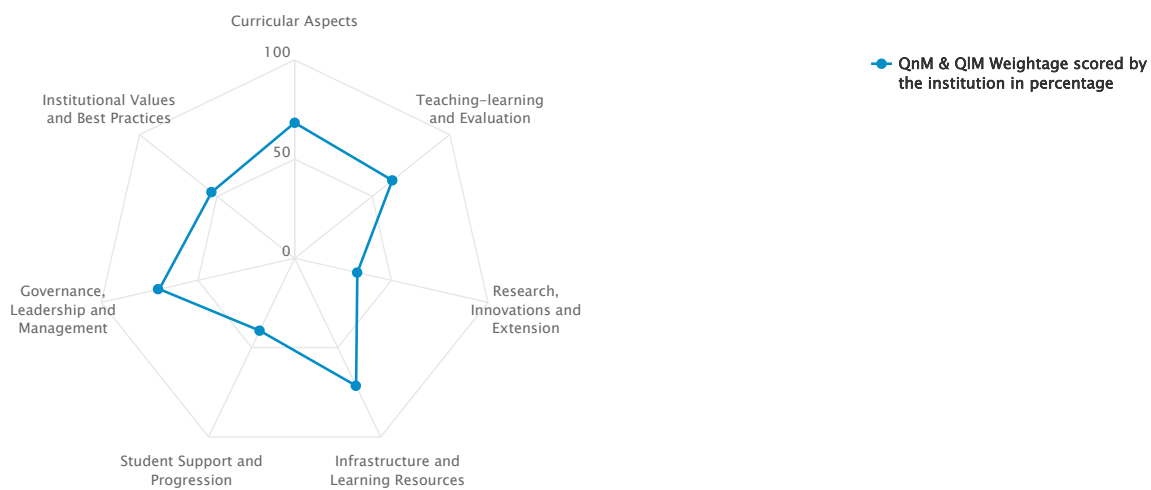 Curricular Aspects
100
50
0
Teaching-learning
and Evaluation
Research,
Innovations and
Extension
Infrastructure and
Learning Resources
Student Support and
Progression
Governance,
Leadership and
Management
Institutional Values
and Best Practices
QnM & QlM Weightage scored by
the institution in percentage